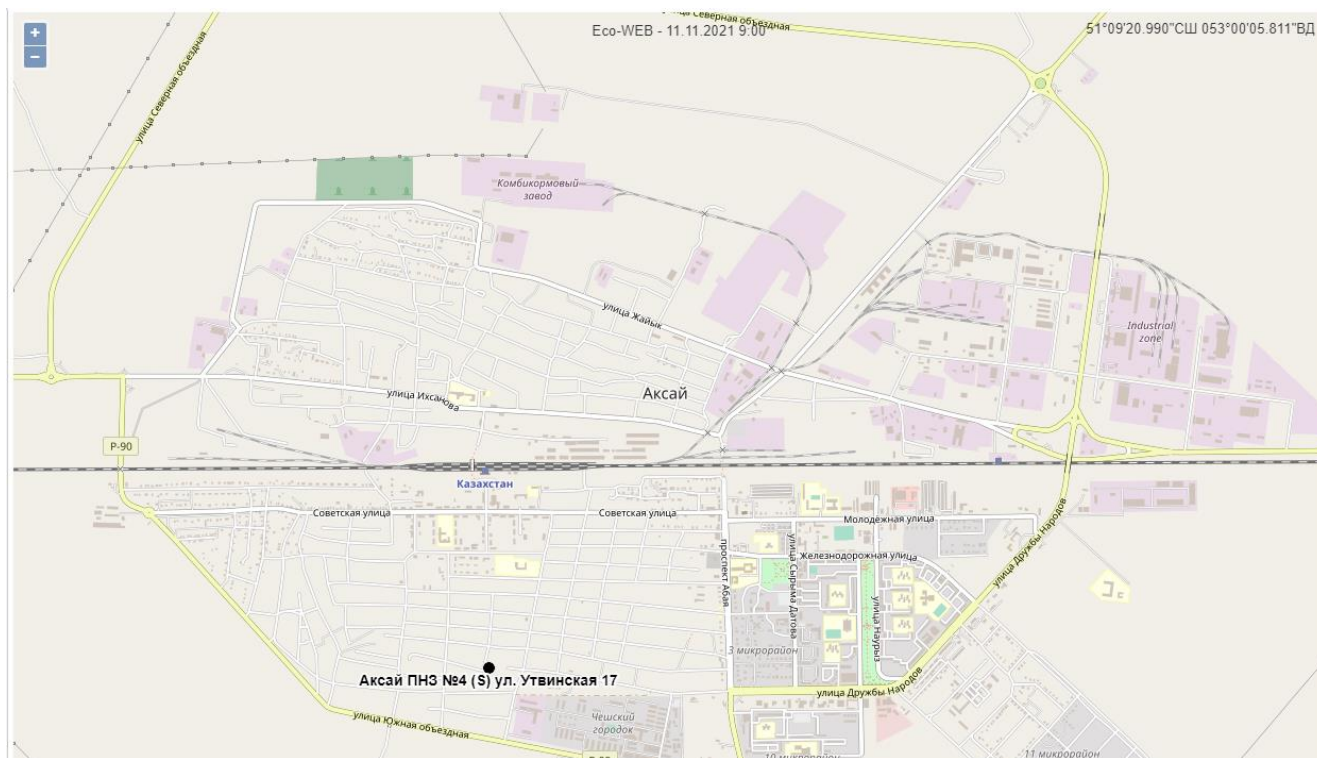 +
−
улица Северная объездная
Eco-WEB - 11.11.2021 9:00
51°09'20.990"СШ 053°00'05.811"ВД
улица Северная объездная
Комбикормовый
завод
улица Жайык
Industrial
zone
Аксай
улица Ихсанова
Р-90
Казахстан
Советская улица
Советская улица
Молодежная улица
проспект Абая
улица Сырыма Датова
Железнодорожная улица
улица Наурыз
улица Дружбы Народов
3 микрорайон
Аксай ПНЗ №4 (S) ул. Утвинская 17
улица Дружбы Народов
улица Южная объездная
Чешский
городок
10 микрорайон
11 микрорайон